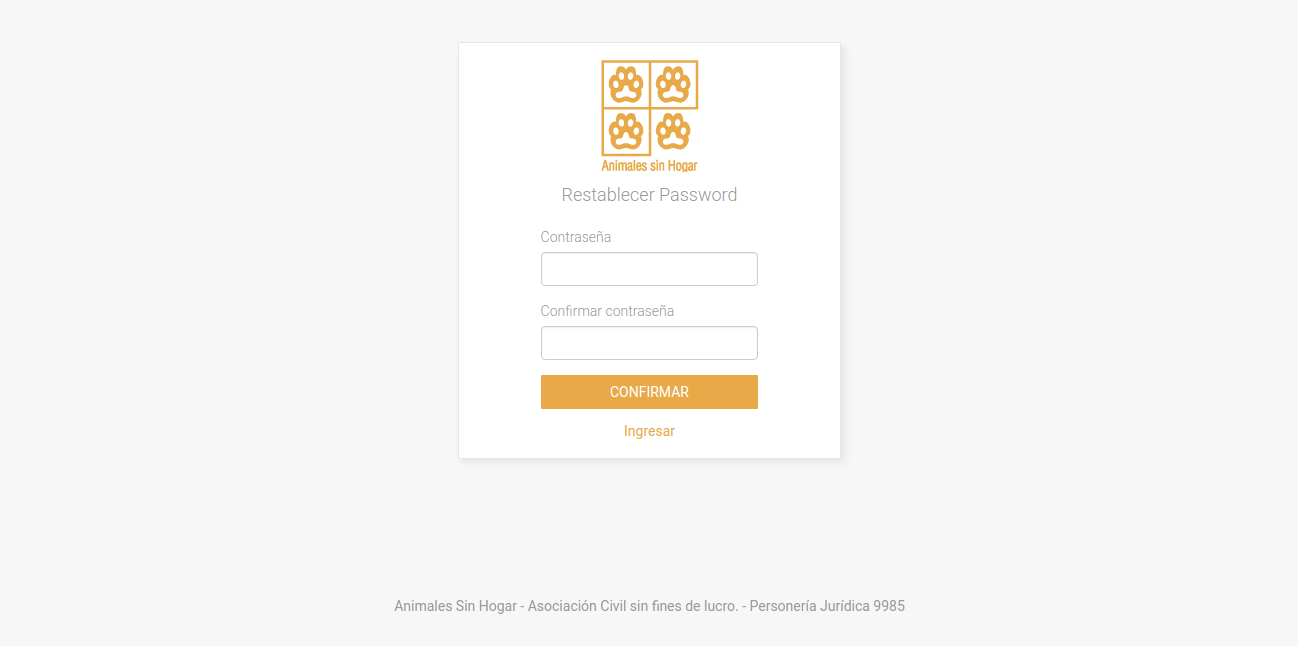 Animales sin Hogar
Restablecer Password
Contraseña
Confirmar contraseña
CONFIRMAR
Ingresar
Animales Sin Hogar - Asociación Civil sin fines de lucro. - Personería Jurídica 9985